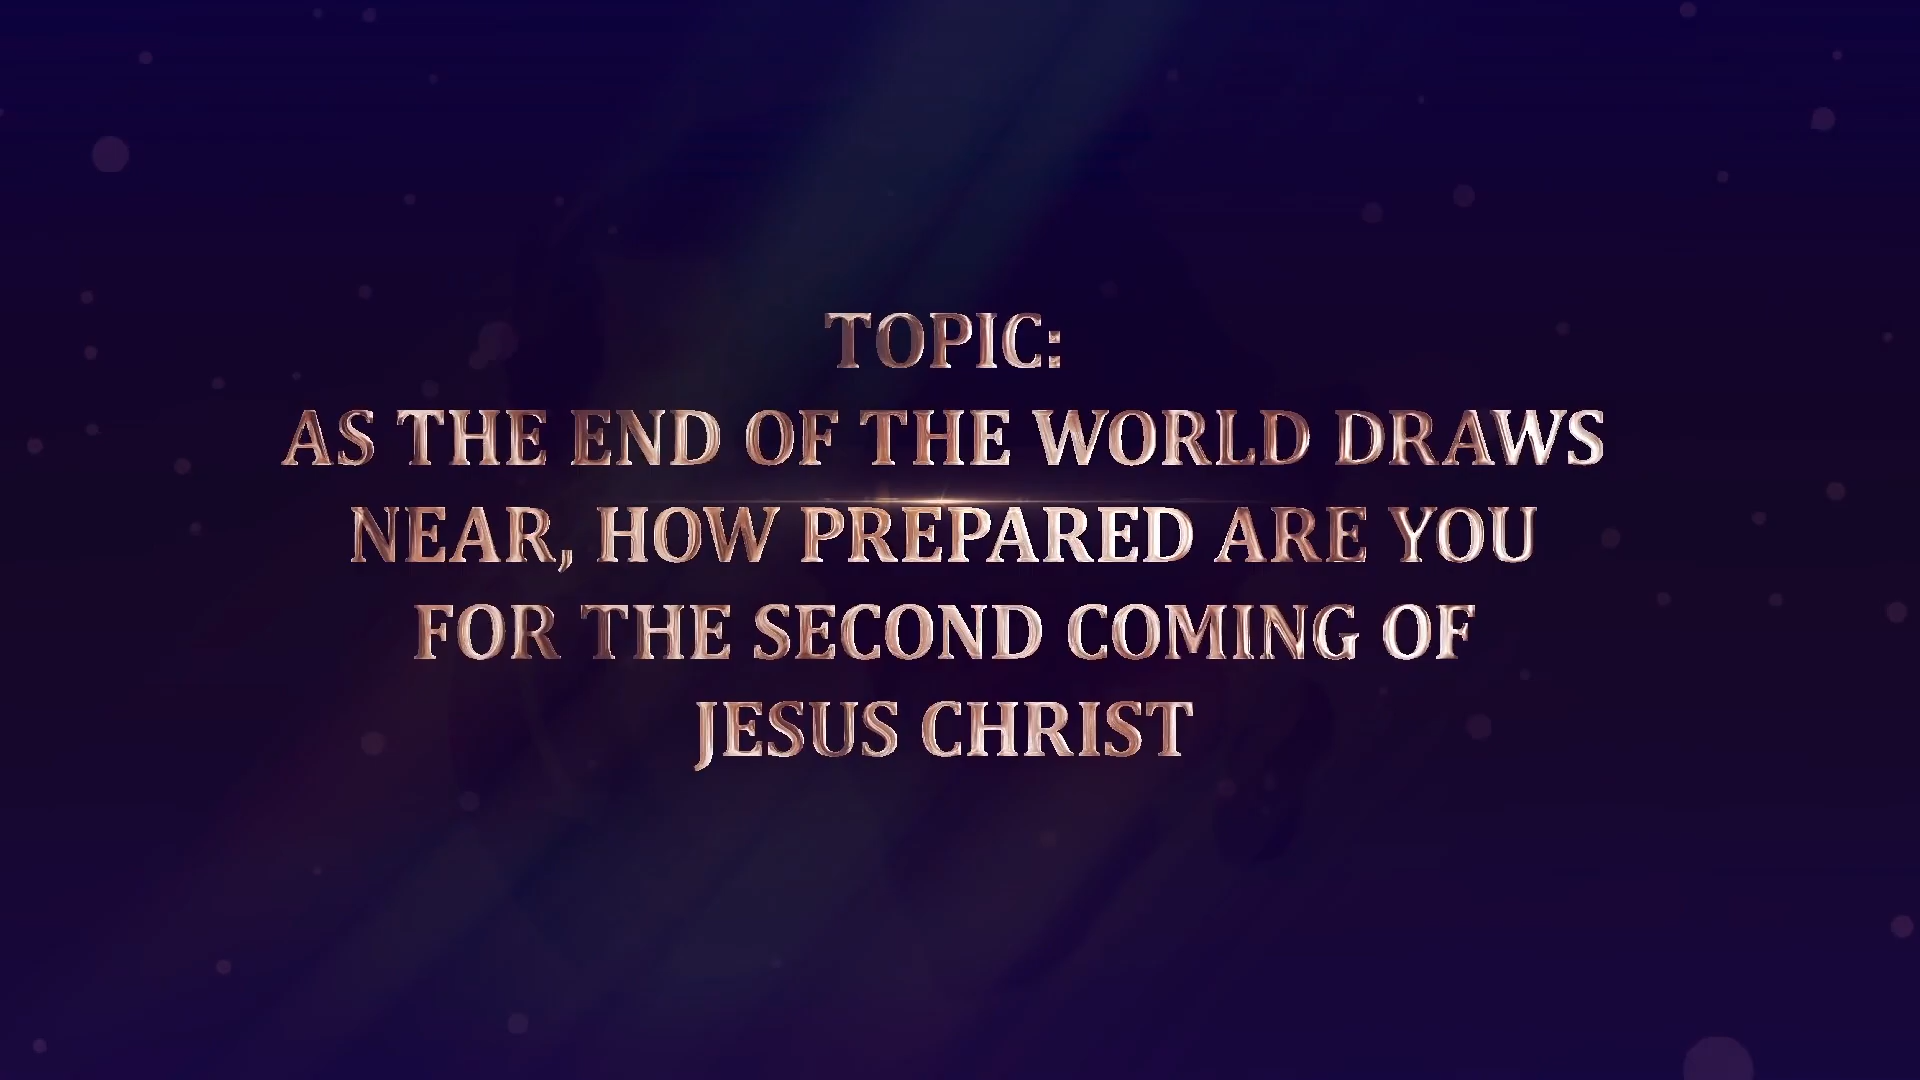 TOPIC:
AS THE END OF THE WORLD DRAWS
NEAR, HOW PREPARED ARE YOU
FOR THE SECOND COMING OF
JESUS CHRIST